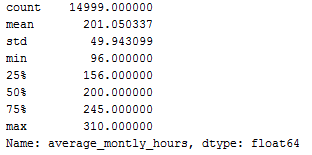 count    14999.000000
mean       201.050337
std         49.943099
min         96.000000
25%        156.000000
50%        200.000000
75%        245.000000
max        310.000000
Name: average_montly_hours, dtype: float64